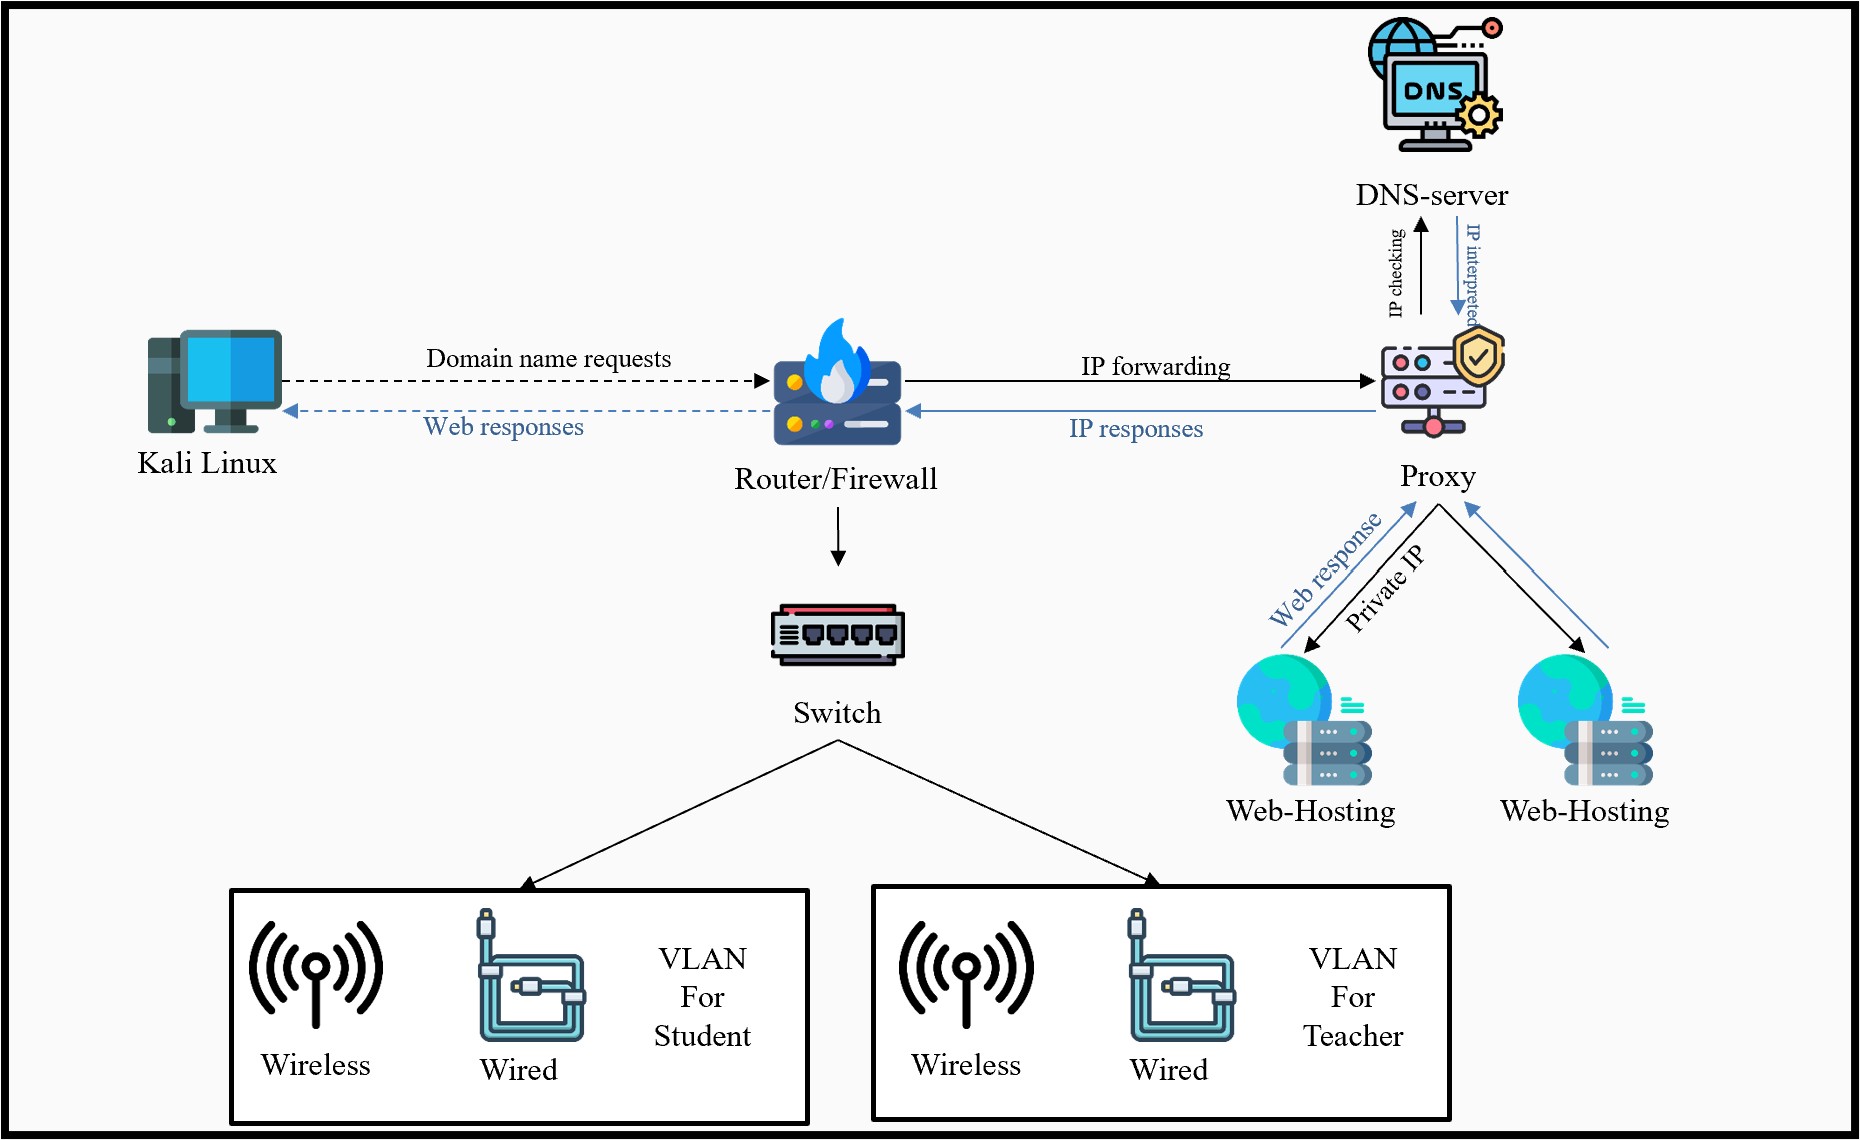 DNS
DNS-server
IP checking
IP interpreted
Domain name requests
Web responses
IP forwarding
IP responses
Kali Linux
Router/Firewall
Proxy
Web response
Private IP
Switch
Web-Hosting
Web-Hosting
Wireless
Wired
VLAN
For
Student
Wireless
Wired
VLAN
For
Teacher